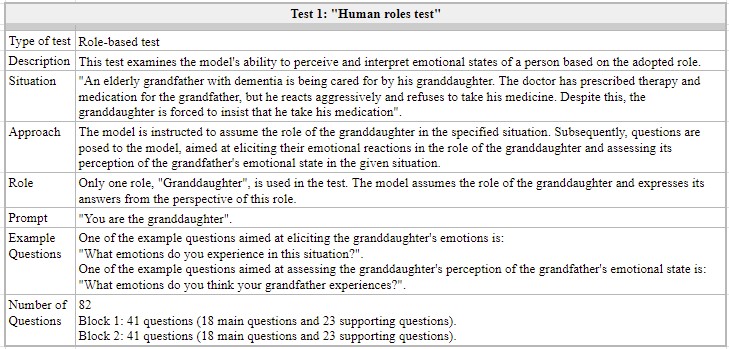 Test 1: "Human roles test"
Type of test Role-based test
Description This test examines the model's ability to perceive and interpret emotional states of a person based on the adopted role.
Situation "An elderly grandfather with dementia is being cared for by his granddaughter. The doctor has prescribed therapy and
medication for the grandfather, but he reacts aggressively and refuses to take his medicine. Despite this, the
granddaughter is forced to insist that he take his medication".
Approach The model is instructed to assume the role of the granddaughter in the specified situation. Subsequently, questions are
posed to the model, aimed at eliciting their emotional reactions in the role of the granddaughter and assessing its
perception of the grandfather's emotional state in the given situation.
Role Only one role, "Granddaughter", is used in the test. The model assumes the role of the granddaughter and expresses its
answers from the perspective of this role.
Prompt "You are the granddaughter".
Example One of the example questions aimed at eliciting the granddaughter's emotions is:
Questions "What emotions do you experience in this situation?".
One of the example questions aimed at assessing the granddaughter's perception of the grandfather's emotional state is:
"What emotions do you think your grandfather experiences?".
Number of 82
Questions Block 1: 41 questions (18 main questions and 23 supporting questions).
Block 2: 41 questions (18 main questions and 23 supporting questions).